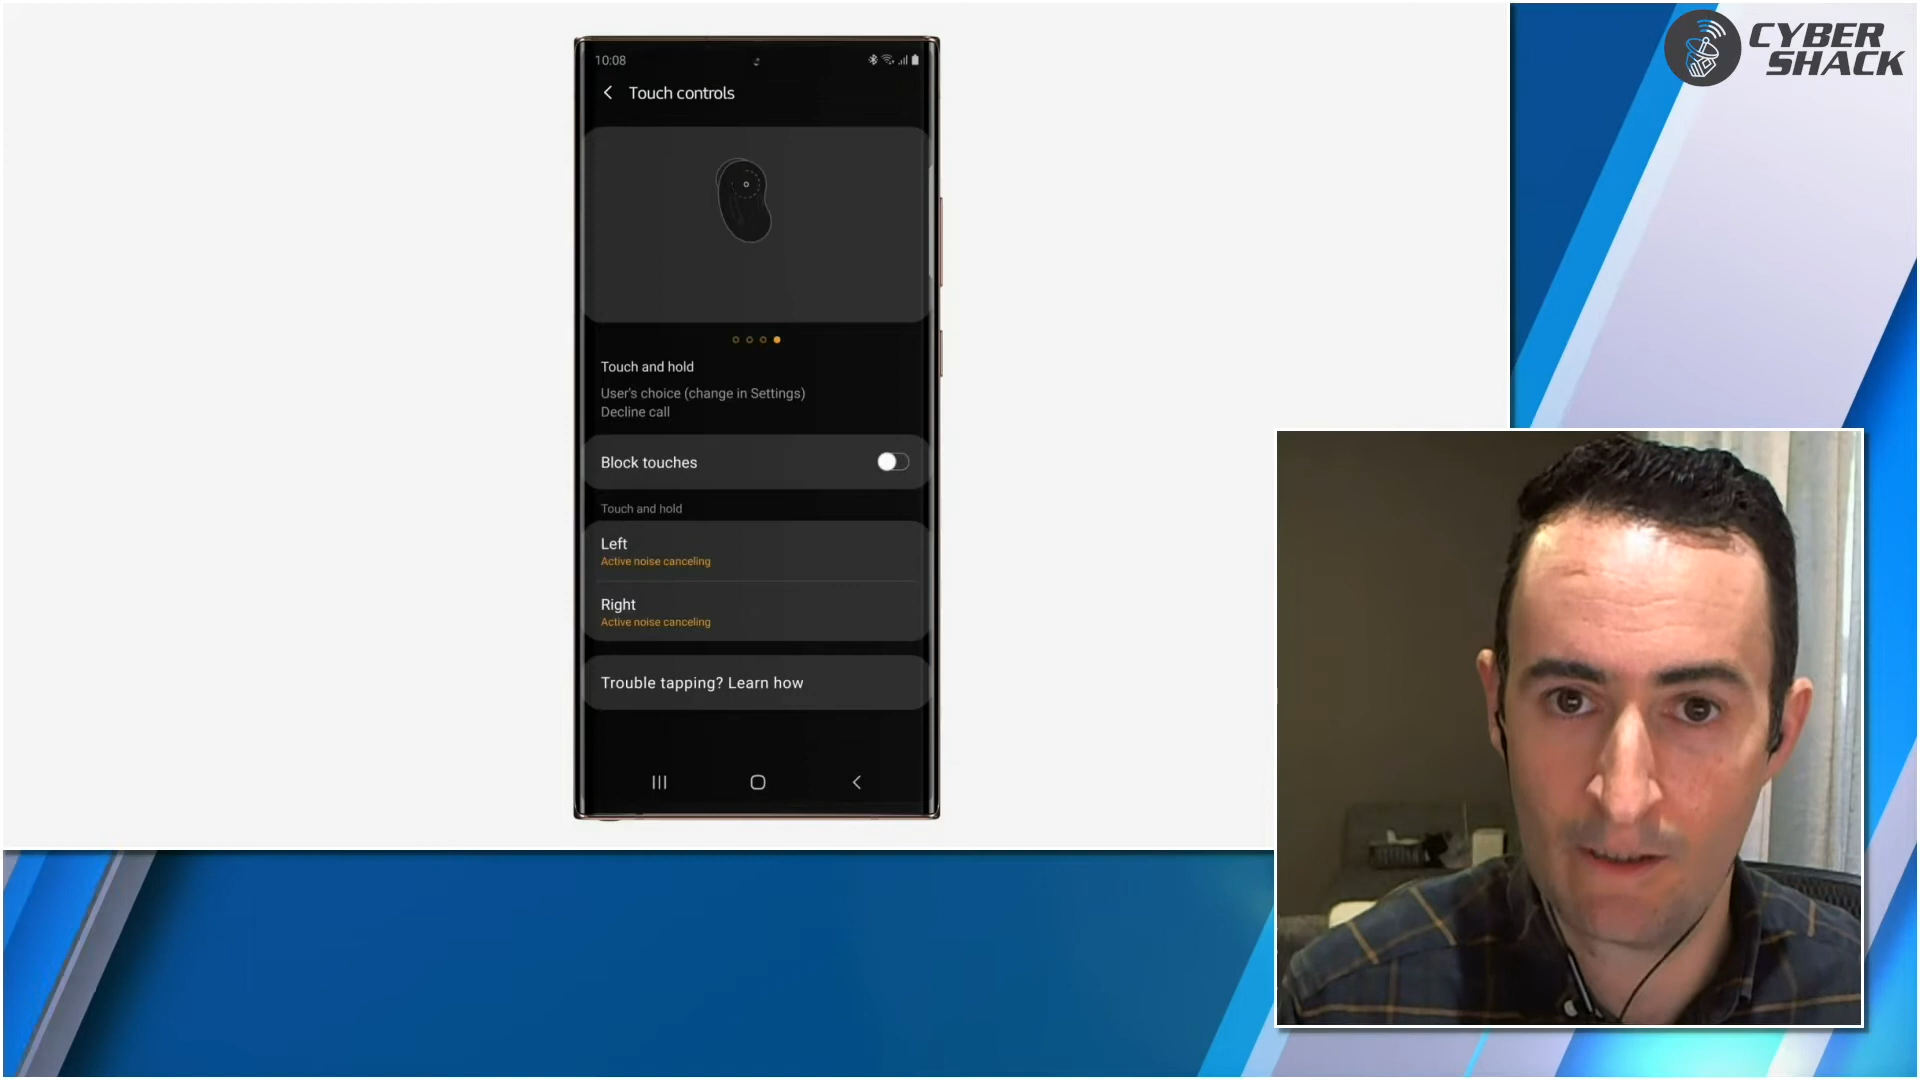 10:08
Touch controls
Touch and hold
User's choice (change in Settings)
Decline call
Block touches
Touch and hold
Left
Active noise canceling
Right
Active noise canceling
Trouble tapping? Learn how
CYBER
SHACK